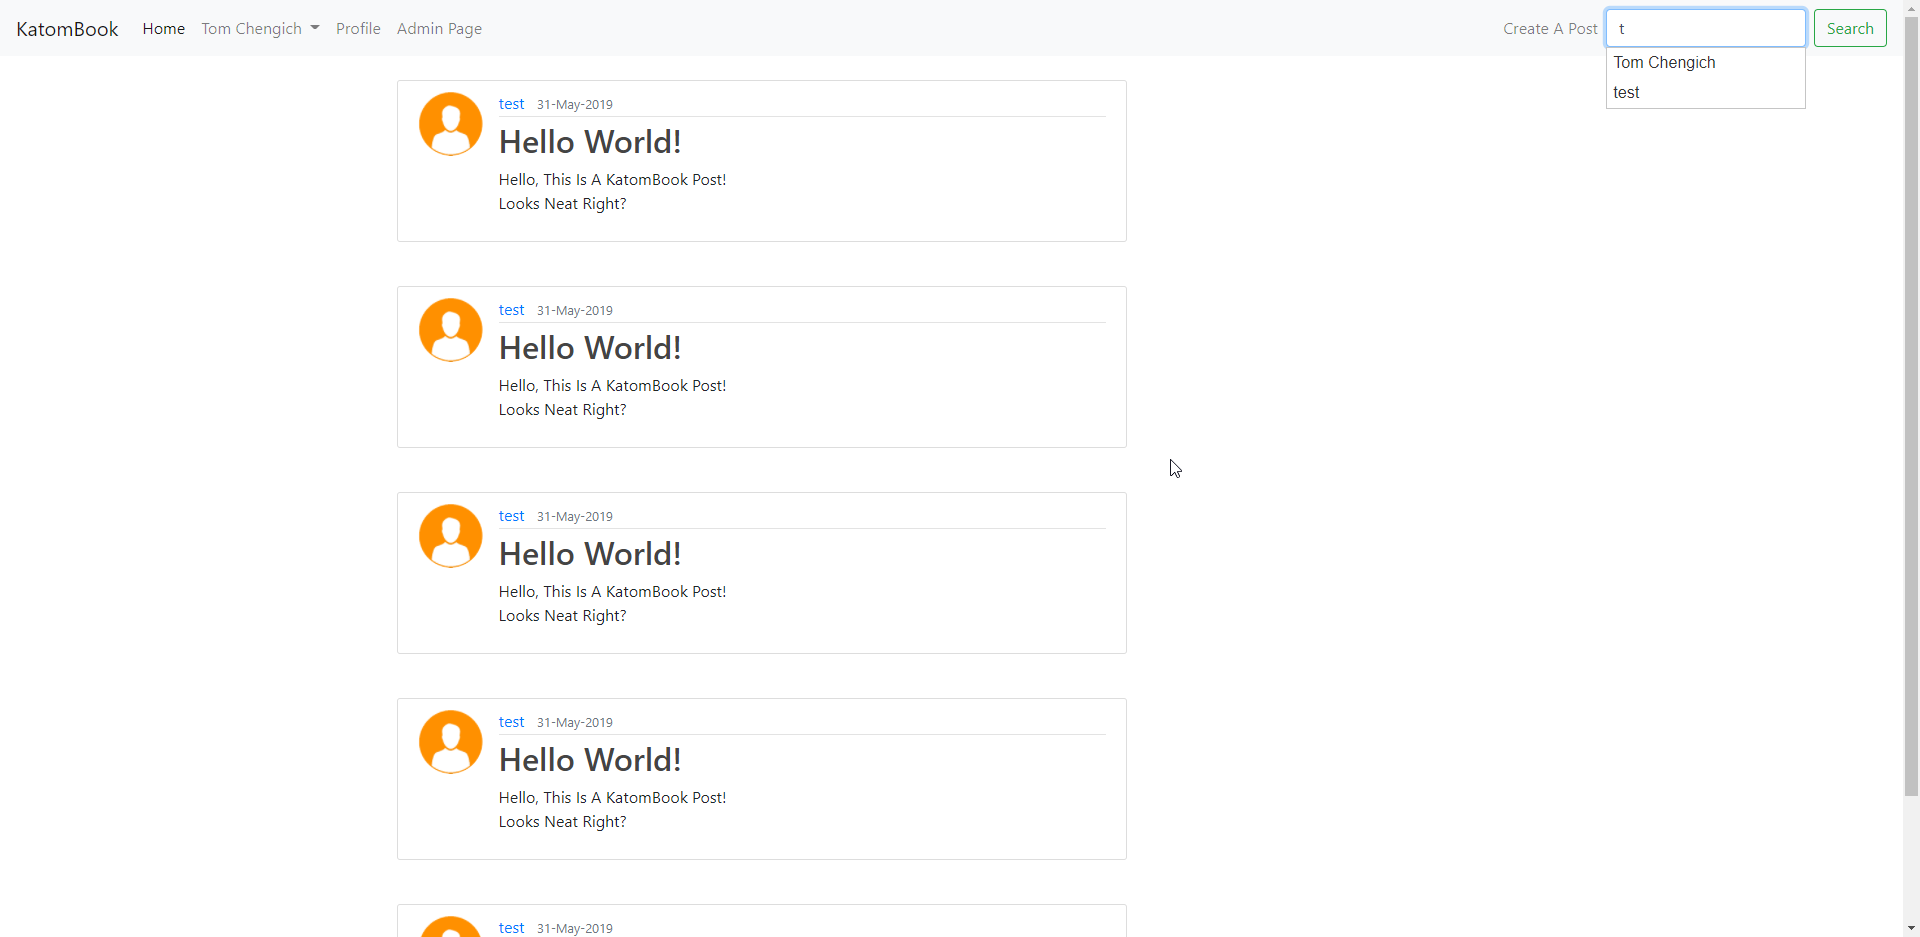 KatomBook Home Tom Chengich Profile Admin Page Create A Post t Search
Tom Chengich
test
test 31-May-2019
Hello World!
Hello, This Is A KatomBook Post!
Looks Neat Right?
test 31-May-2019
Hello World!
Hello, This Is A KatomBook Post!
Looks Neat Right?
test 31-May-2019
Hello World!
Hello, This Is A KatomBook Post!
Looks Neat Right?
test 31-May-2019
Hello World!
Hello, This Is A KatomBook Post!
Looks Neat Right?
test 31-May-2019